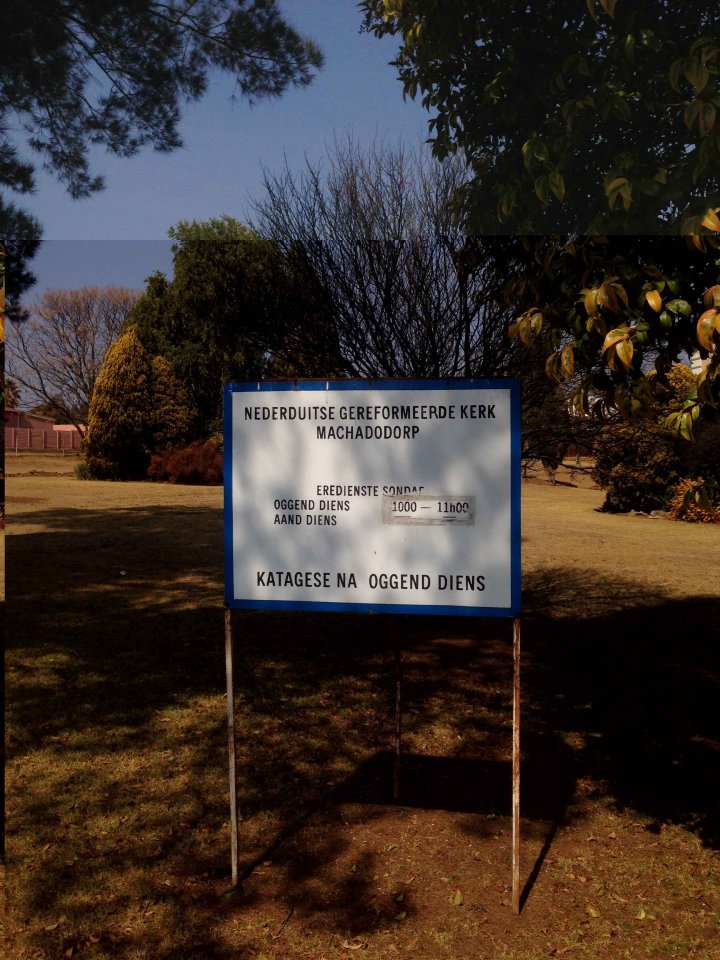 NEDERDUITSE GEREFORMEERDE KERK
MACHADODORP
EREDIENSTE SONDAE
OGGEND DIENS 1000 — 11h00
AAND DIENS
KATAGESE NA OGGEND DIENS